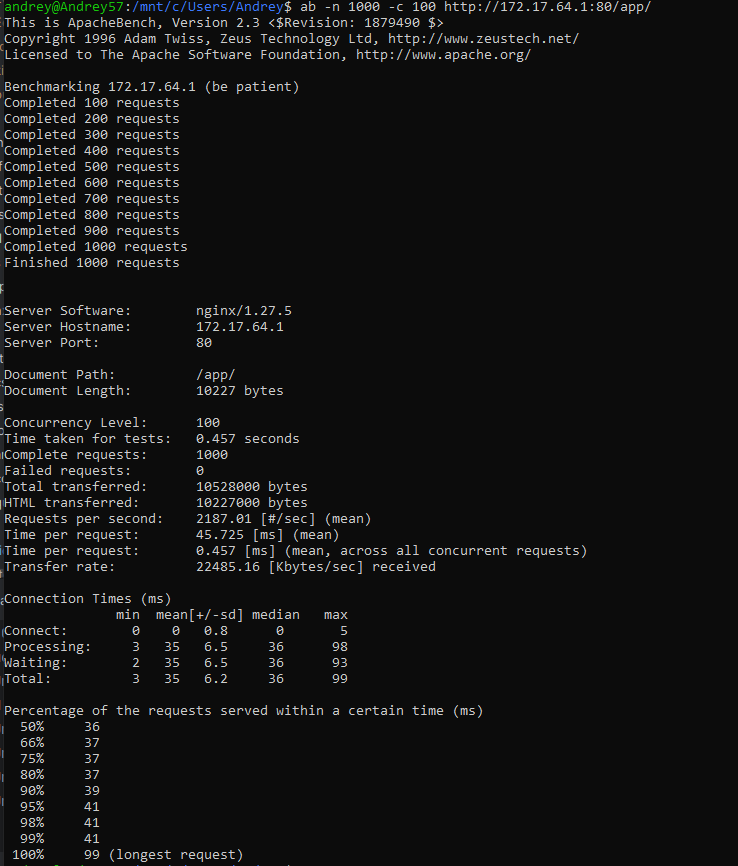 andrey@Andrey57:/mnt/c/Users/Andrey$ ab -n 1000 -c 100 http://172.17.64.1:80/app/
This is ApacheBench, Version 2.3 <$Revision: 1879490 $>
Copyright 1996 Adam Twiss, Zeus Technology Ltd, http://www.zeustech.net/
Licensed to The Apache Software Foundation, http://www.apache.org/

Benchmarking 172.17.64.1 (be patient)
Completed 100 requests
Completed 200 requests
Completed 300 requests
Completed 400 requests
Completed 500 requests
Completed 600 requests
Completed 700 requests
Completed 800 requests
Completed 900 requests
Completed 1000 requests
Finished 1000 requests


Server Software:        nginx/1.27.5
Server Hostname:        172.17.64.1
Server Port:            80

Document Path:          /app/
Document Length:        10227 bytes

Concurrency Level:      100
Time taken for tests:   0.457 seconds
Complete requests:      1000
Failed requests:        0
Total transferred:      10528000 bytes
HTML transferred:       10227000 bytes
Requests per second:    2187.01 [#/sec] (mean)
Time per request:       45.725 [ms] (mean)
Time per request:       0.457 [ms] (mean, across all concurrent requests)
Transfer rate:          22485.16 [Kbytes/sec] received

Connection Times (ms)
              min  mean[+/-sd] median   max
Connect:        0    0   0.8      0       5
Processing:     3   35   6.5     36      98
Waiting:        2   35   6.5     36      93
Total:          3   35   6.2     36      99

Percentage of the requests served within a certain time (ms)
  50%     36
  66%     37
  75%     37
  80%     37
  90%     39
  95%     41
  98%     41
  99%     41
 100%     99 (longest request)